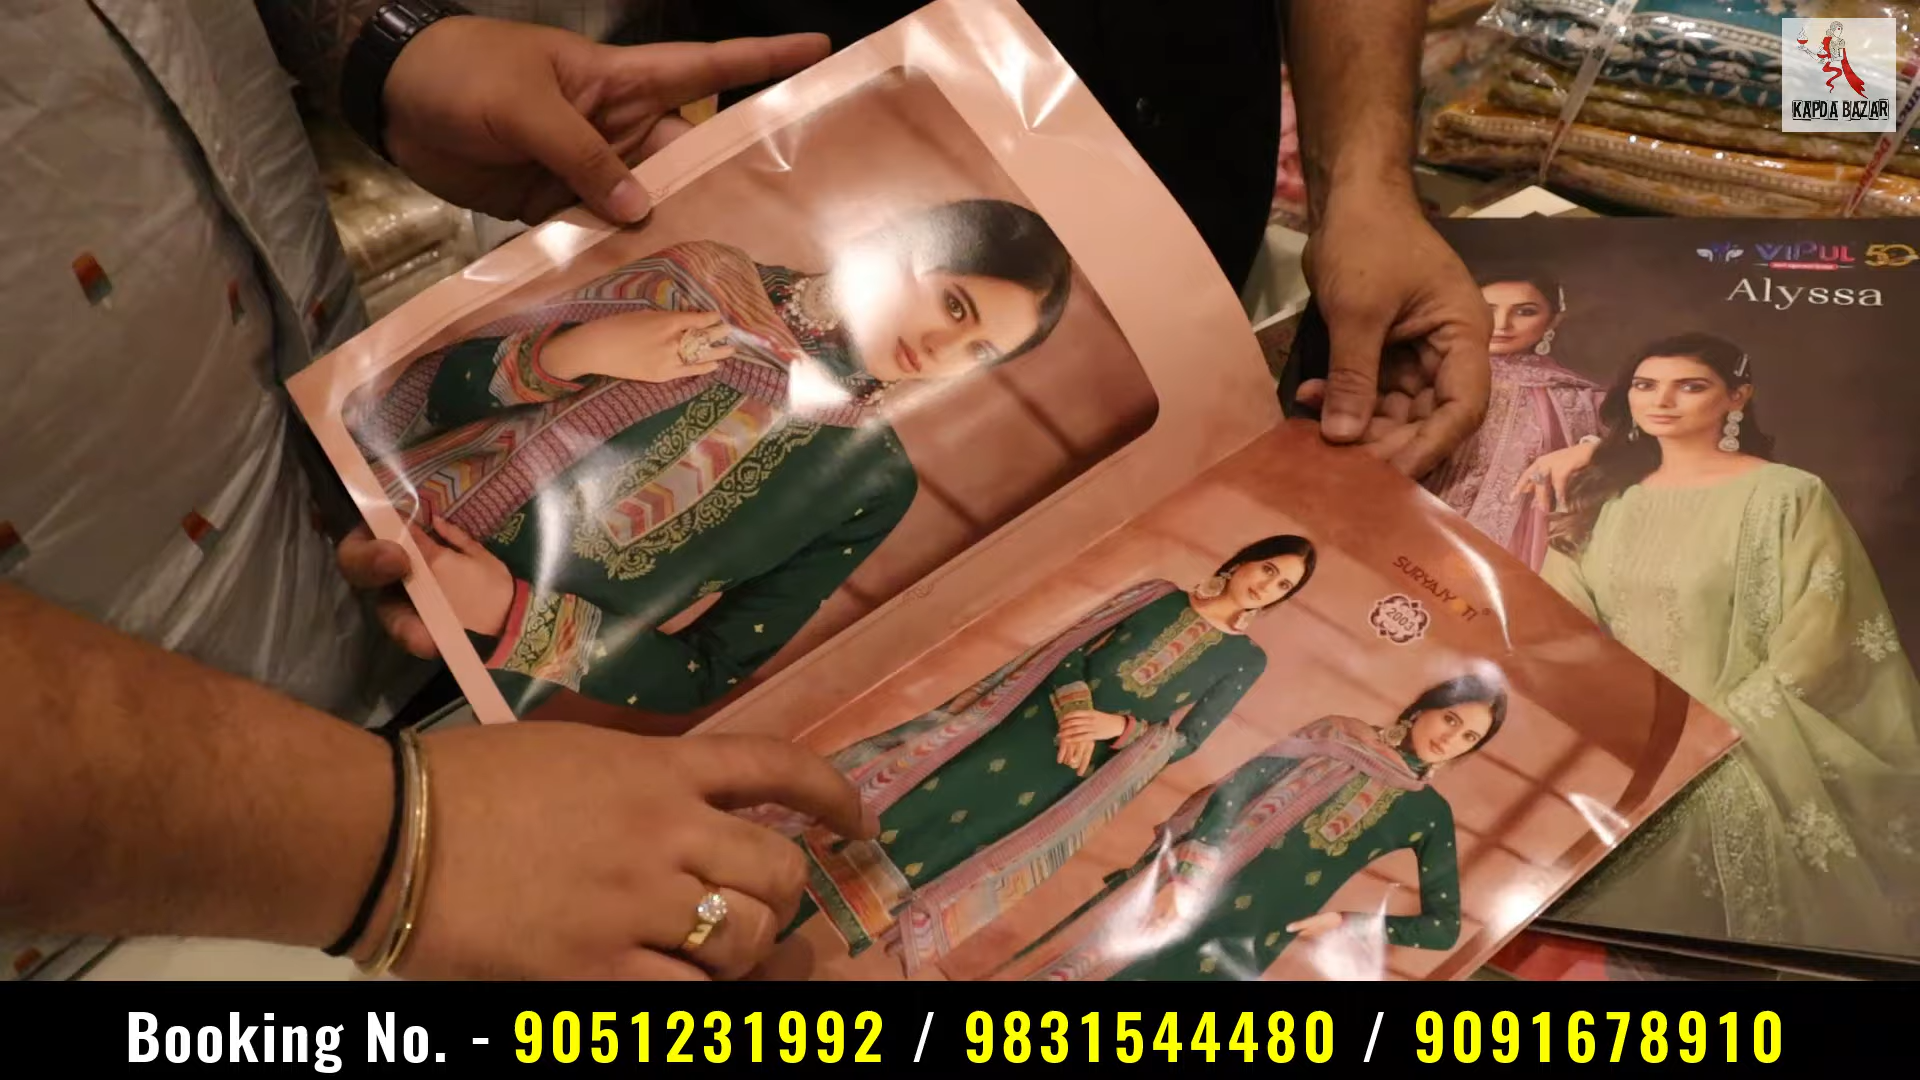 KAPDA BAZAR
VIPUL 50
Alyssa
SURYAJYOTI
2003
Booking No. - 9051231992 / 9831544480 / 9091678910